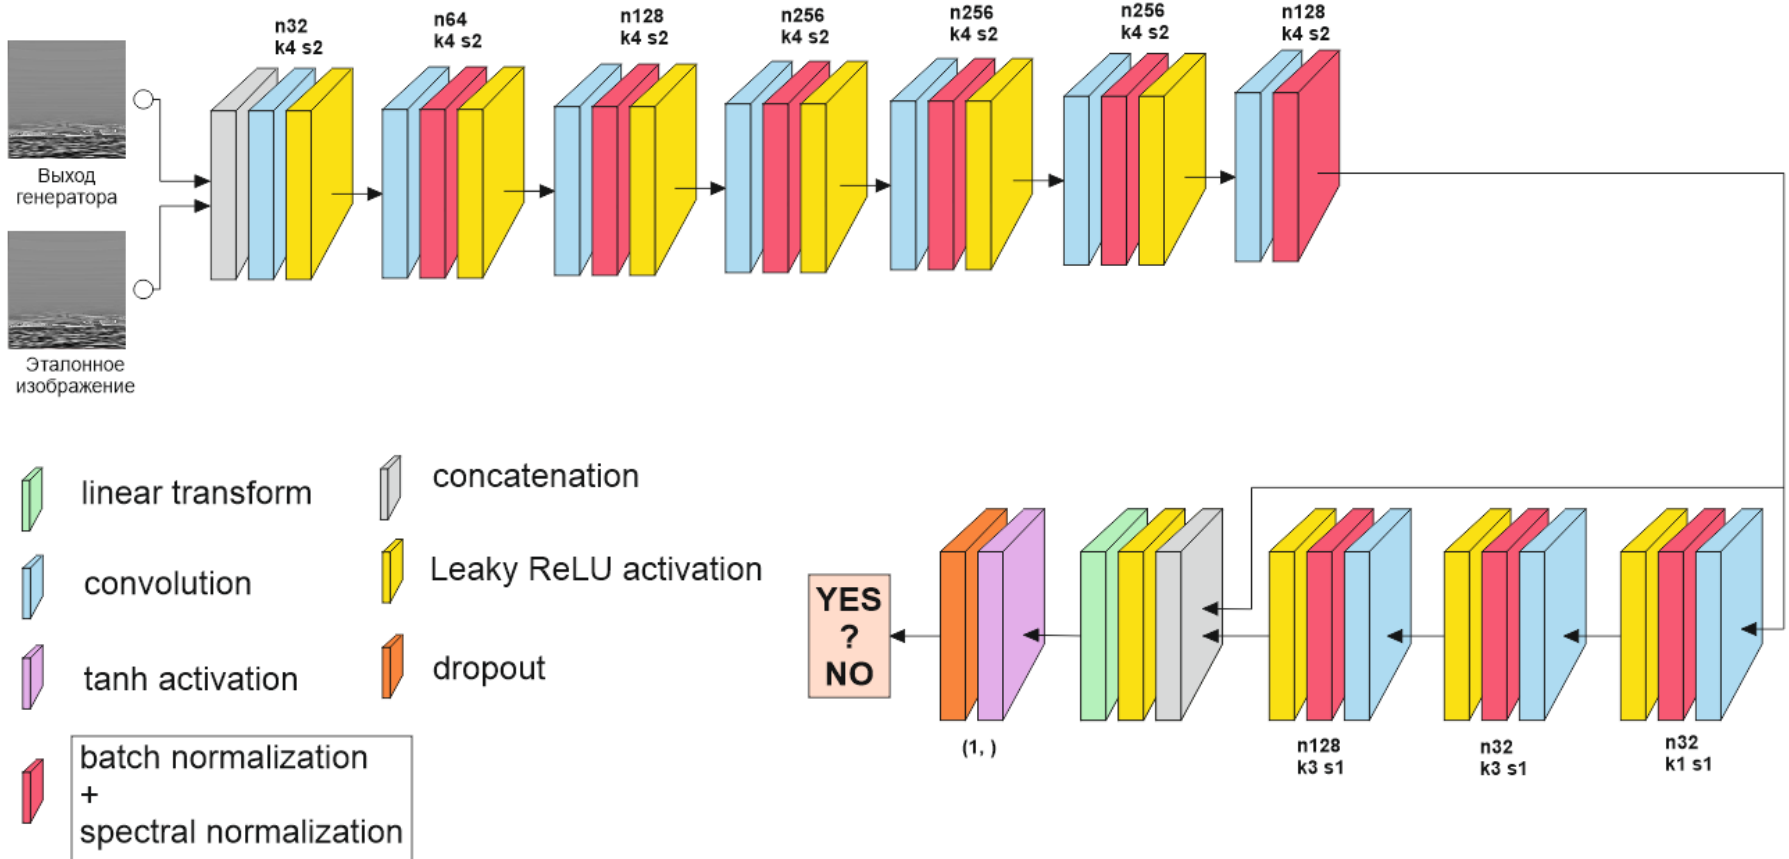 n32
k4 s2
n64
k4 s2
n128
k4 s2
n256
k4 s2
n256
k4 s2
n256
k4 s2
n128
k4 s2
Выход
генератора
Эталонное
изображение
linear transform
convolution
tanh activation
batch normalization
+
spectral normalization
concatenation
Leaky ReLU activation
dropout
YES
?
NO
(1, )
n128
k3 s1
n32
k3 s1
n32
k1 s1